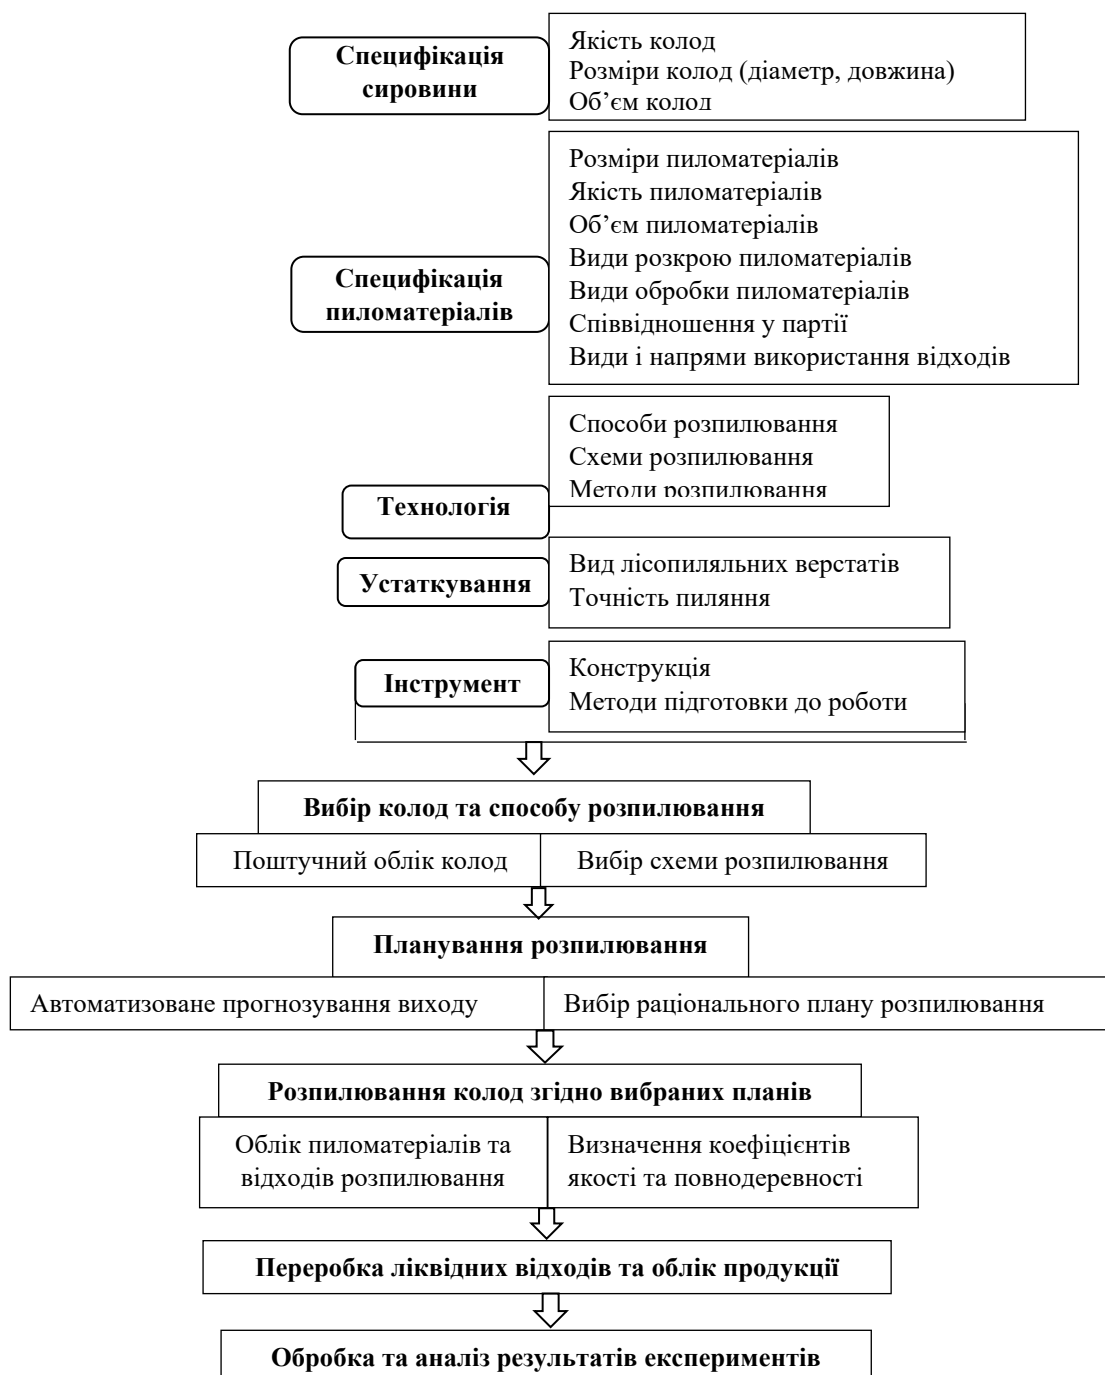 Специфікація
сировини
Якість колод
Розміри колод (діаметр, довжина)
Об’єм колод
Специфікація
пиломатеріалів
Розміри пиломатеріалів
Якість пиломатеріалів
Об’єм пиломатеріалів
Види розкрою пиломатеріалів
Види обробки пиломатеріалів
Співвідношення у партії
Види і напрями використання відходів
Технологія
Способи розпилювання
Схеми розпилювання
Методи розпилювання
Устаткування
Вид лісопиляльних верстатів
Точність пиляння
Інструмент
Конструкція
Методи підготовки до роботи
Вибір колод та способу розпилювання
Поштучний облік колод
Вибір схеми розпилювання
Планування розпилювання
Автоматизоване прогнозування виходу
Вибір раціонального плану розпилювання
Розпилювання колод згідно вибраних планів
Облік пиломатеріалів та
відходів розпилювання
Визначення коефіцієнтів
якості та повнодеревності
Переробка ліквідних відходів та облік продукції
Обробка та аналіз результатів експериментів